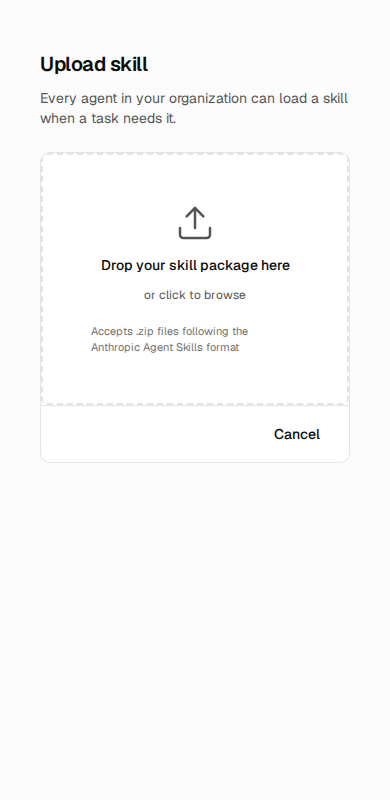 Upload skill
Every agent in your organization can load a skill
when a task needs it.
Drop your skill package here
or click to browse
Accepts .zip files following the
Anthropic Agent Skills format
Cancel